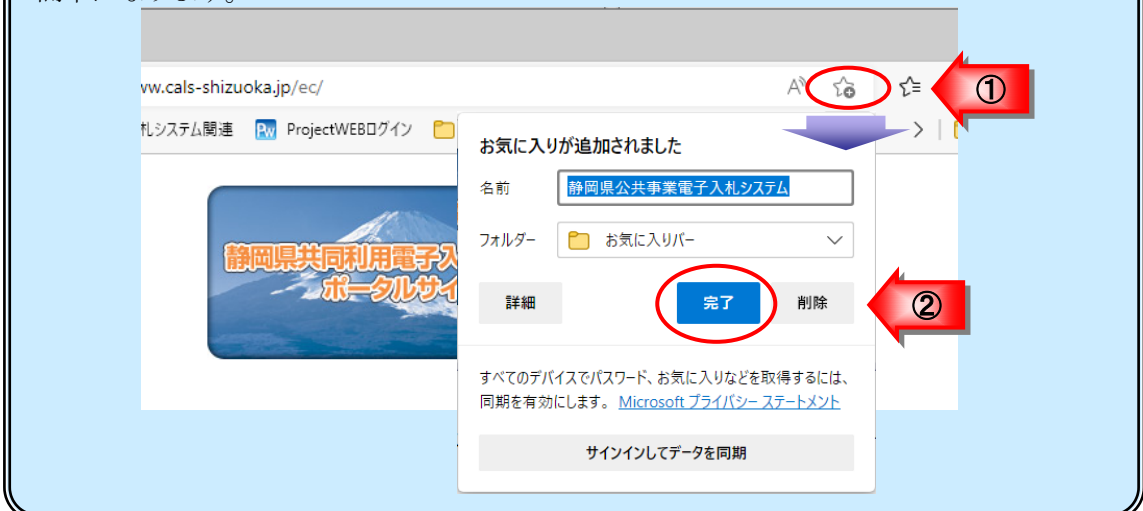 www.cals-shizuoka.jp/ec/
①
札システム関連 ProjectWEBログイン
お気に入りが追加されました
名前 静岡県公共事業電子入札システム
フォルダー お気に入りバー
静岡県共同利用電子入
ポータルサイ
詳細 完了 削除
②
すべてのデバイスでパスワード、お気に入りなどを取得するには、
同期を有効にします。 Microsoft プライバシー ステートメント
サインインしてデータを同期